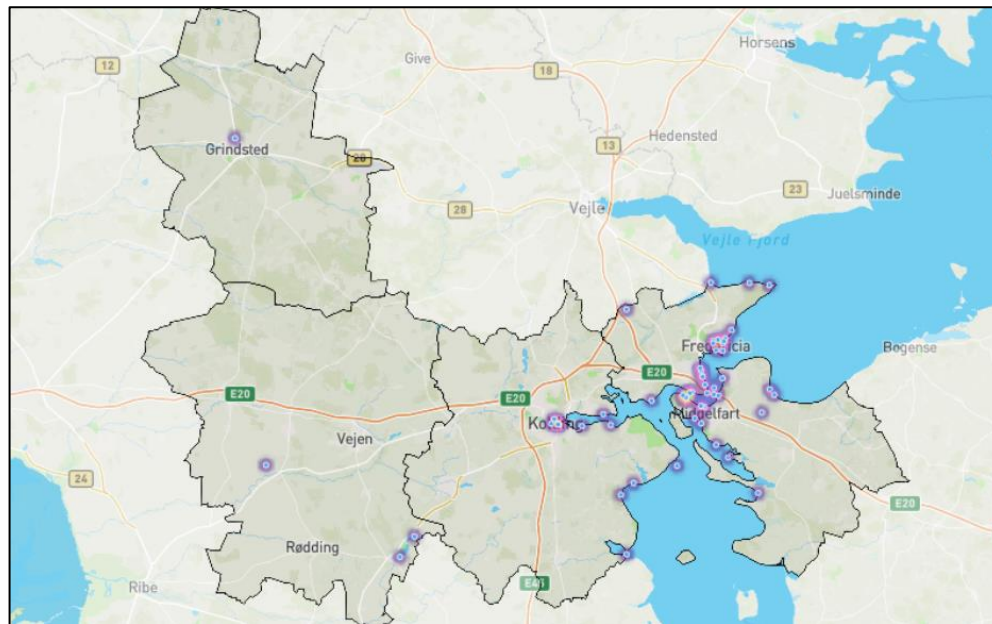 Horsens
Give
12
18
Hedensted
13
Grindsted
28
23
Juelsminde
28
Vejle
Vejle Fjord
Fredericia
Bogense
E20
E20
E20
Middelfart
Vejen
24
E20
Rødding
E45
Ribe